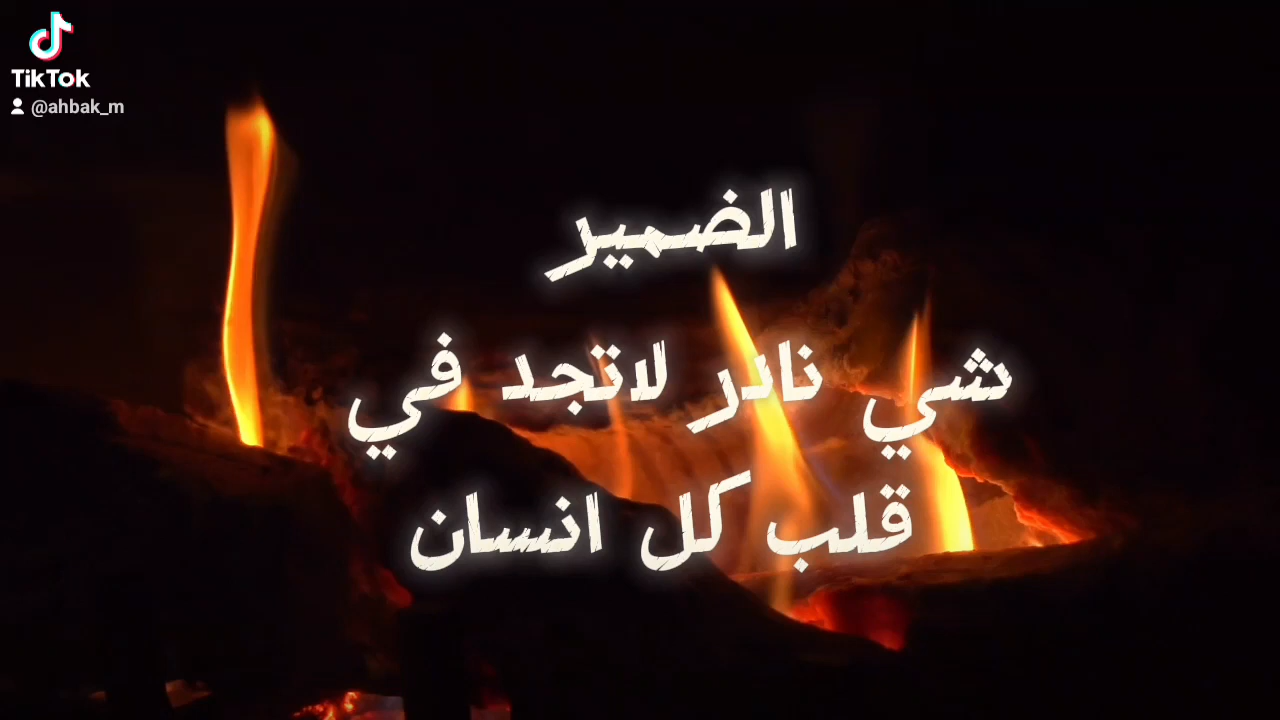 TikTok
@ahbak_m
الضمير
شي نادر لاتجد في
قلب كل انسان